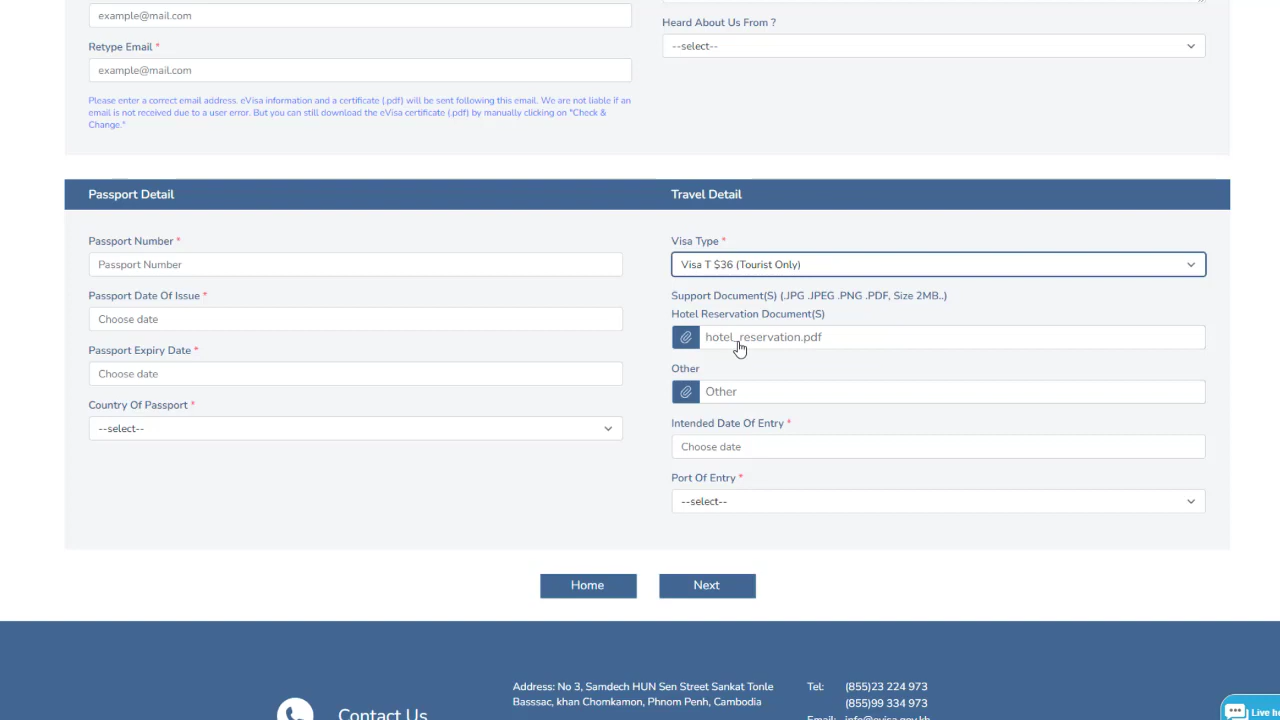 example@mail.com
Retype Email *
example@mail.com
Please enter a correct email address. eVisa information and a certificate (.pdf) will be sent following this email. We are not liable if an
email is not received due to a user error. But you can still download the eVisa certificate (.pdf) by manually clicking on "Check &
Change."
Heard About Us From ?
--select--
Passport Detail
Travel Detail
Passport Number *
Passport Number
Passport Date Of Issue *
Choose date
Passport Expiry Date *
Choose date
Country Of Passport *
--select--
Visa Type *
Visa T $36 (Tourist Only)
Support Document(S) (.JPG .JPEG .PNG .PDF, Size 2MB..)
Hotel Reservation Document(S)
hotel_reservation.pdf
Other
Other
Intended Date Of Entry *
Choose date
Port Of Entry *
--select--
Home
Next
Contact Us
Address: No 3, Samdech HUN Sen Street Sankat Tonle
Basssac, khan Chomkamon, Phnom Penh, Cambodia
Tel: (855)23 224 973
(855)99 334 973
Email: info@evisa.gov.kh
Live